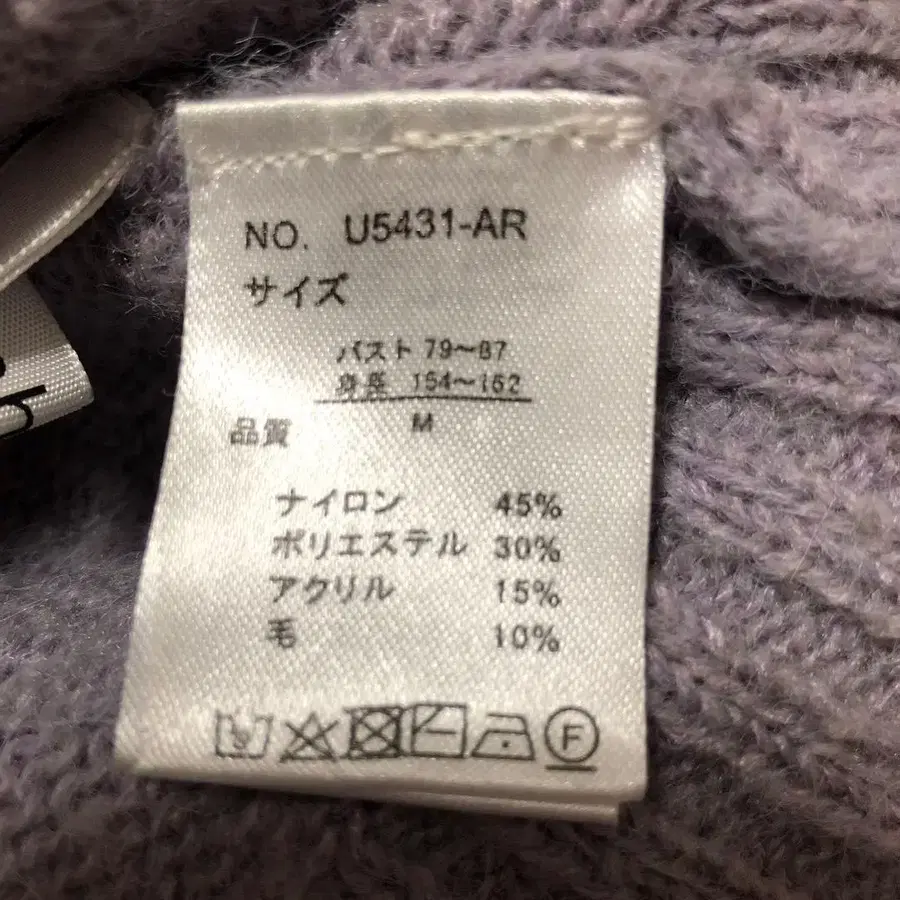 NO. U5431-AR
サイズ
バスト 79〜87
身長 154〜162
M
品質
ナイロン 45%
ポリエステル 30%
アクリル 15%
毛 10%
F